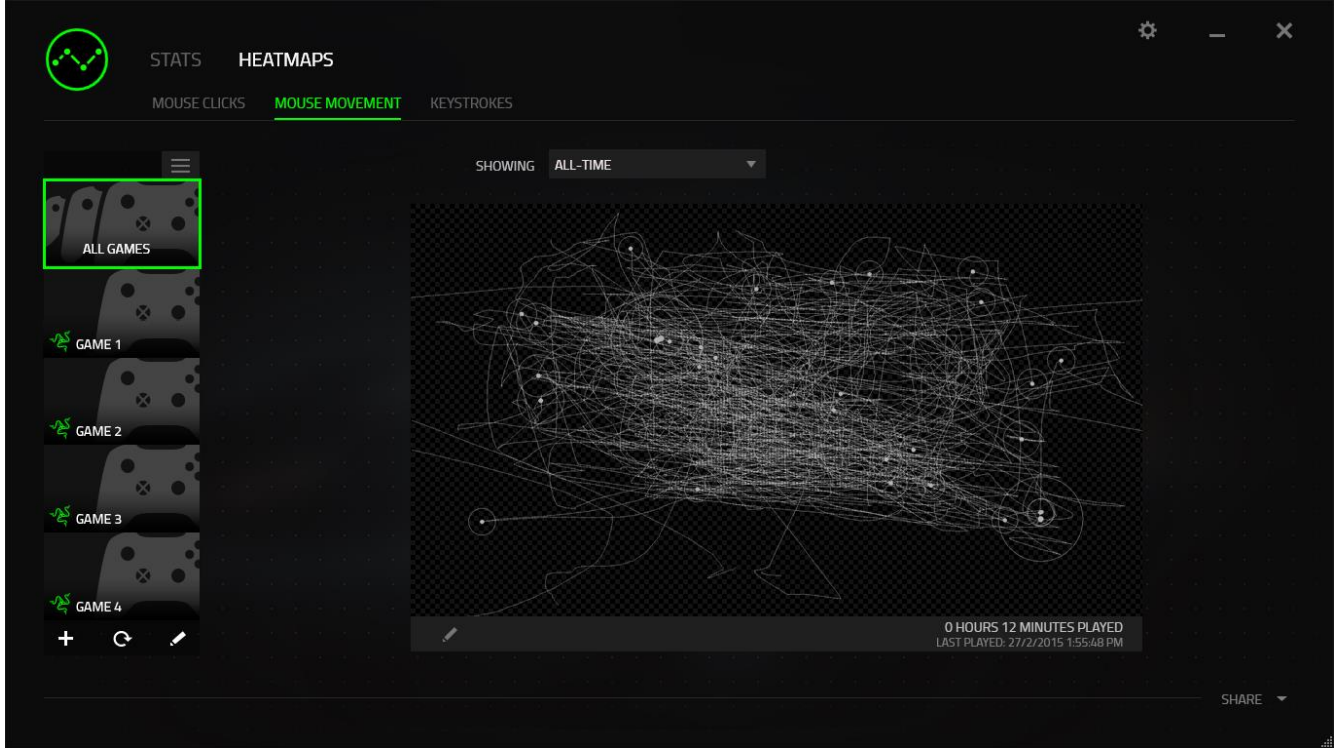 STATS HEATMAPS
MOUSE CLICKS MOUSE MOVEMENT KEYSTROKES
SHOWING ALL-TIME
ALL GAMES
GAME 1
GAME 2
GAME 3
GAME 4
0 HOURS 12 MINUTES PLAYED
LAST PLAYED: 27/2/2015 1:55:48 PM
SHARE